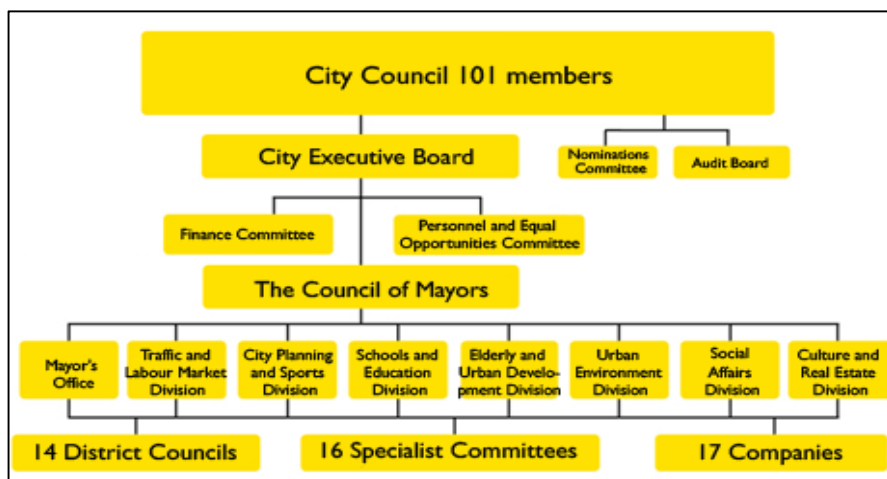 City Council 101 members
City Executive Board
Nominations
Committee
Audit Board
Finance Committee
Personnel and Equal
Opportunities Committee
The Council of Mayors
Mayor's
Office
Traffic and
Labour Market
Division
City Planning
and Sports
Division
Schools and
Education
Division
Elderly and
Urban Develo-
pment Division
Urban
Environment
Division
Social
Affairs
Division
Culture and
Real Estate
Division
14 District Councils
16 Specialist Committees
17 Companies